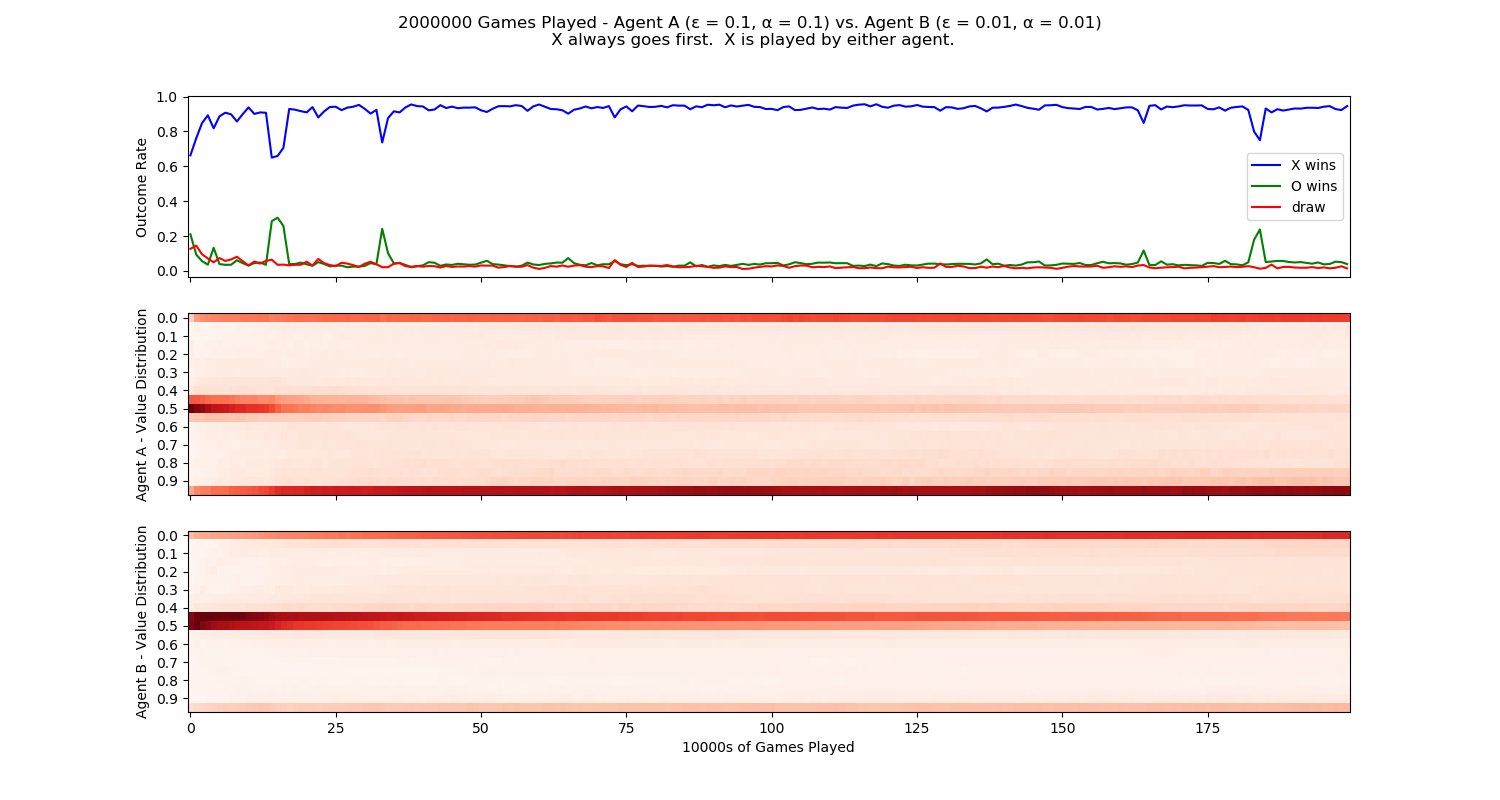 2000000 Games Played - Agent A (ε = 0.1, α = 0.1) vs. Agent B (ε = 0.01, α = 0.01)
X always goes first.  X is played by either agent.
1.0
0.8
0.6
0.4
0.2
0.0
Outcome Rate
X wins
O wins
draw
0.0
0.1
0.2
0.3
0.4
0.5
0.6
0.7
0.8
0.9
Agent A - Value Distribution
0.0
0.1
0.2
0.3
0.4
0.5
0.6
0.7
0.8
0.9
Agent B - Value Distribution
0 25 50 75 100 125 150 175
10000s of Games Played